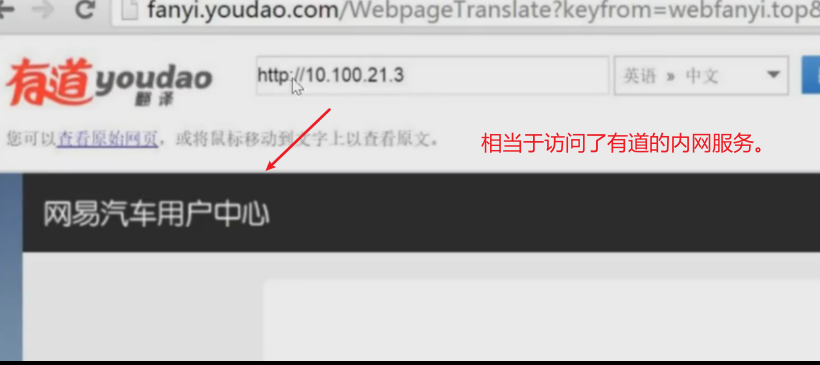 fanyi.youdao.com/WebpageTranslate?keyfrom=webfanyi.top&
有道 youdao
翻译
http://10.100.21.3
英语 » 中文
您可以查看原始网页，或将鼠标移动到文字上以查看原文。
相当于访问了有道的内网服务。
网易汽车用户中心